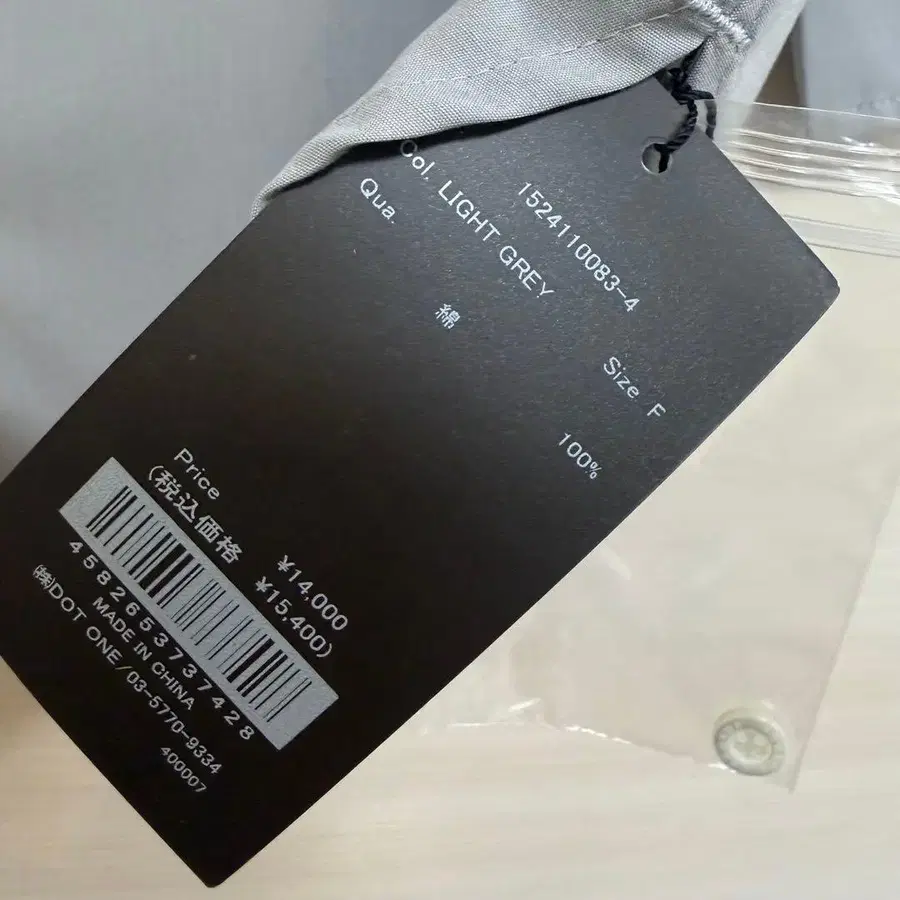 1524110083-4
Col. LIGHT GREY Size F
Qua.
綿 100%
Price ¥14,000
(税込価格 ¥15,400)
4582653737428
MADE IN CHINA
㈱DOT ONE/03-5770-9334
400007